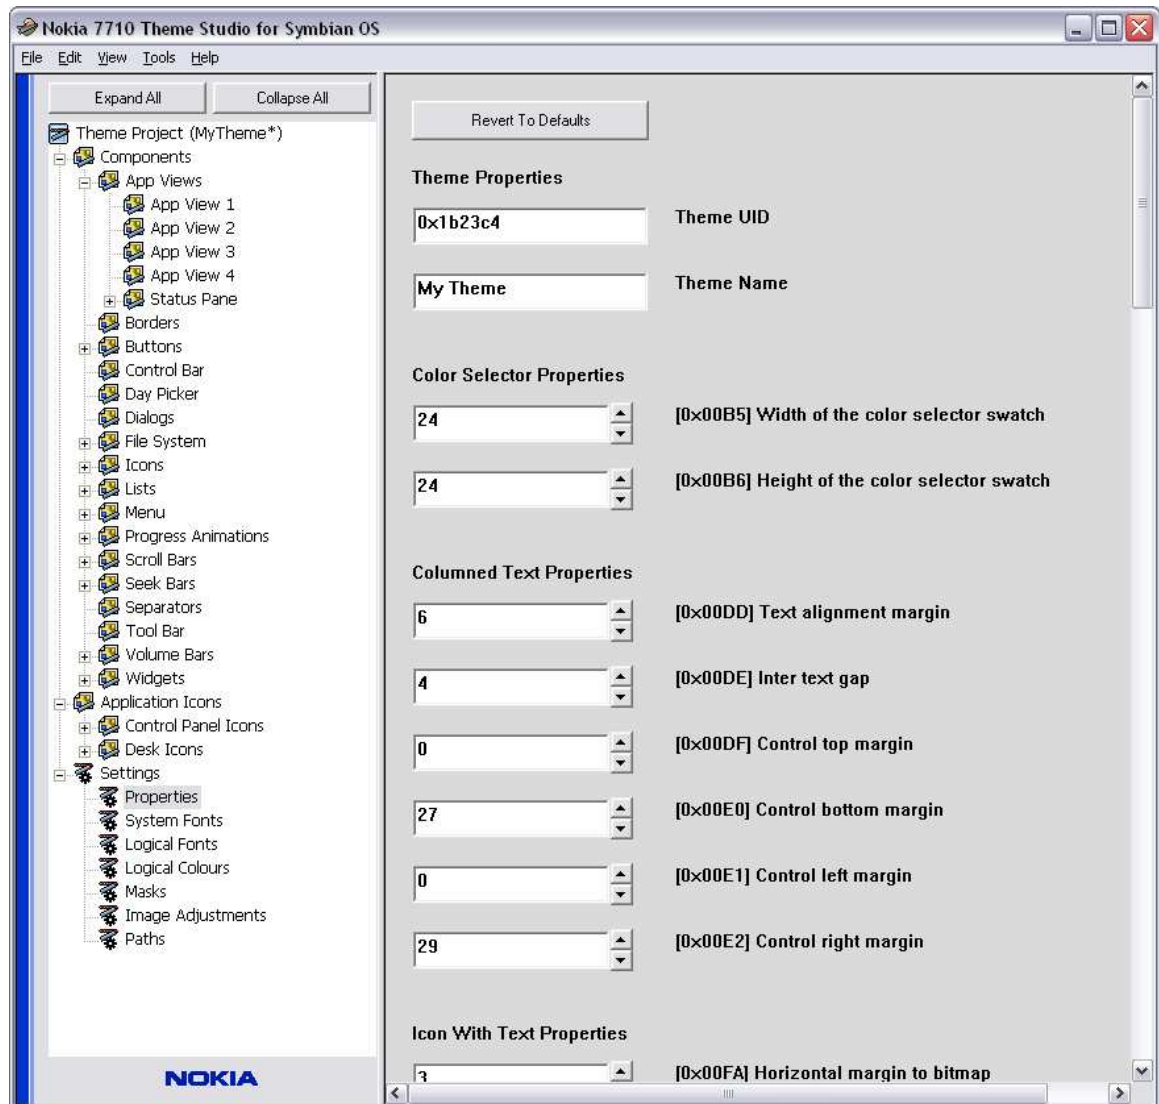 Nokia 7710 Theme Studio for Symbian OS
File Edit View Tools Help
Expand All Collapse All
Theme Project (MyTheme*)
Components
App Views
App View 1
App View 2
App View 3
App View 4
Status Pane
Borders
Buttons
Control Bar
Day Picker
Dialogs
File System
Icons
Lists
Menu
Progress Animations
Scroll Bars
Seek Bars
Separators
Tool Bar
Volume Bars
Widgets
Application Icons
Control Panel Icons
Desk Icons
Settings
Properties
System Fonts
Logical Fonts
Logical Colours
Masks
Image Adjustments
Paths
NOKIA
Revert To Defaults
Theme Properties
0x1b23c4 Theme UID
My Theme Theme Name
Color Selector Properties
24 [0x00B5] Width of the color selector swatch
24 [0x00B6] Height of the color selector swatch
Columned Text Properties
6 [0x00DD] Text alignment margin
4 [0x00DE] Inter text gap
0 [0x00DF] Control top margin
27 [0x00E0] Control bottom margin
0 [0x00E1] Control left margin
29 [0x00E2] Control right margin
Icon With Text Properties
3 [0x00FA] Horizontal margin to bitmap